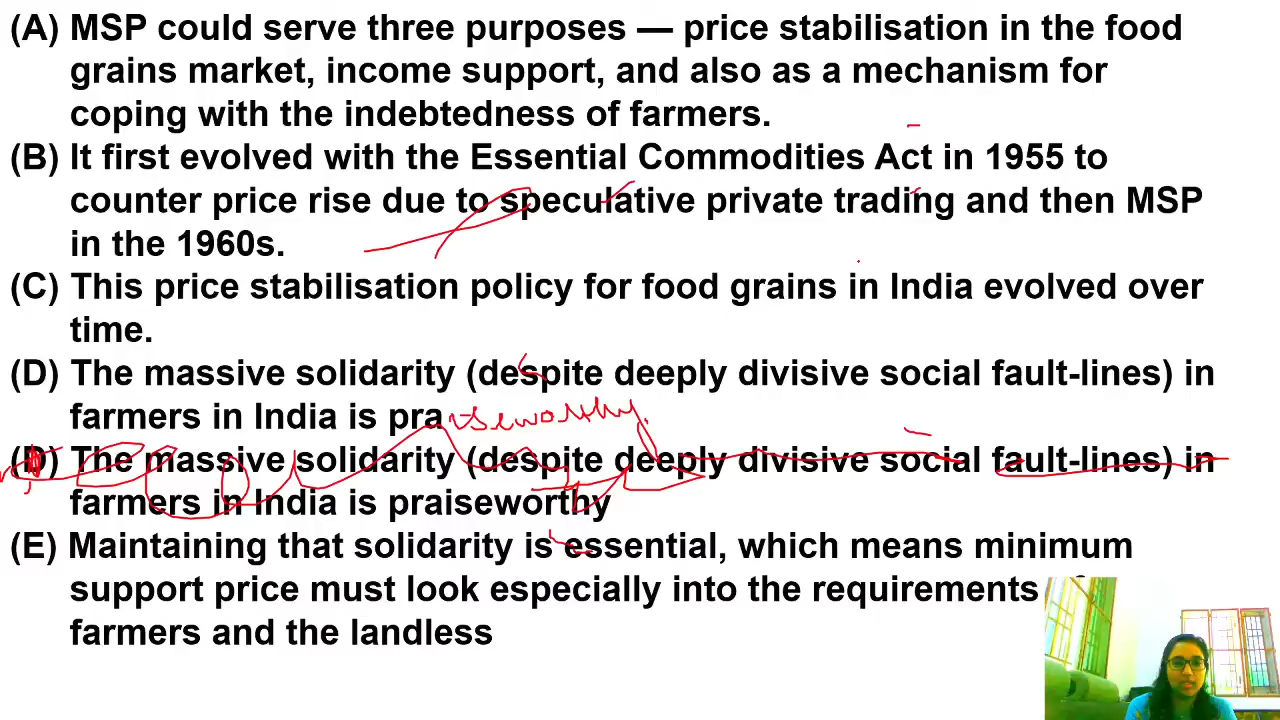 (A) MSP could serve three purposes — price stabilisation in the food
grains market, income support, and also as a mechanism for
coping with the indebtedness of farmers.
(B) It first evolved with the Essential Commodities Act in 1955 to
counter price rise due to speculative private trading and then MSP
in the 1960s.
(C) This price stabilisation policy for food grains in India evolved over
time.
(D) The massive solidarity (despite deeply divisive social fault-lines) in
farmers in India is praiseworthy.
(D) The massive solidarity (despite deeply divisive social fault-lines) in
farmers in India is praiseworthy
(E) Maintaining that solidarity is essential, which means minimum
support price must look especially into the requirements
farmers and the landless